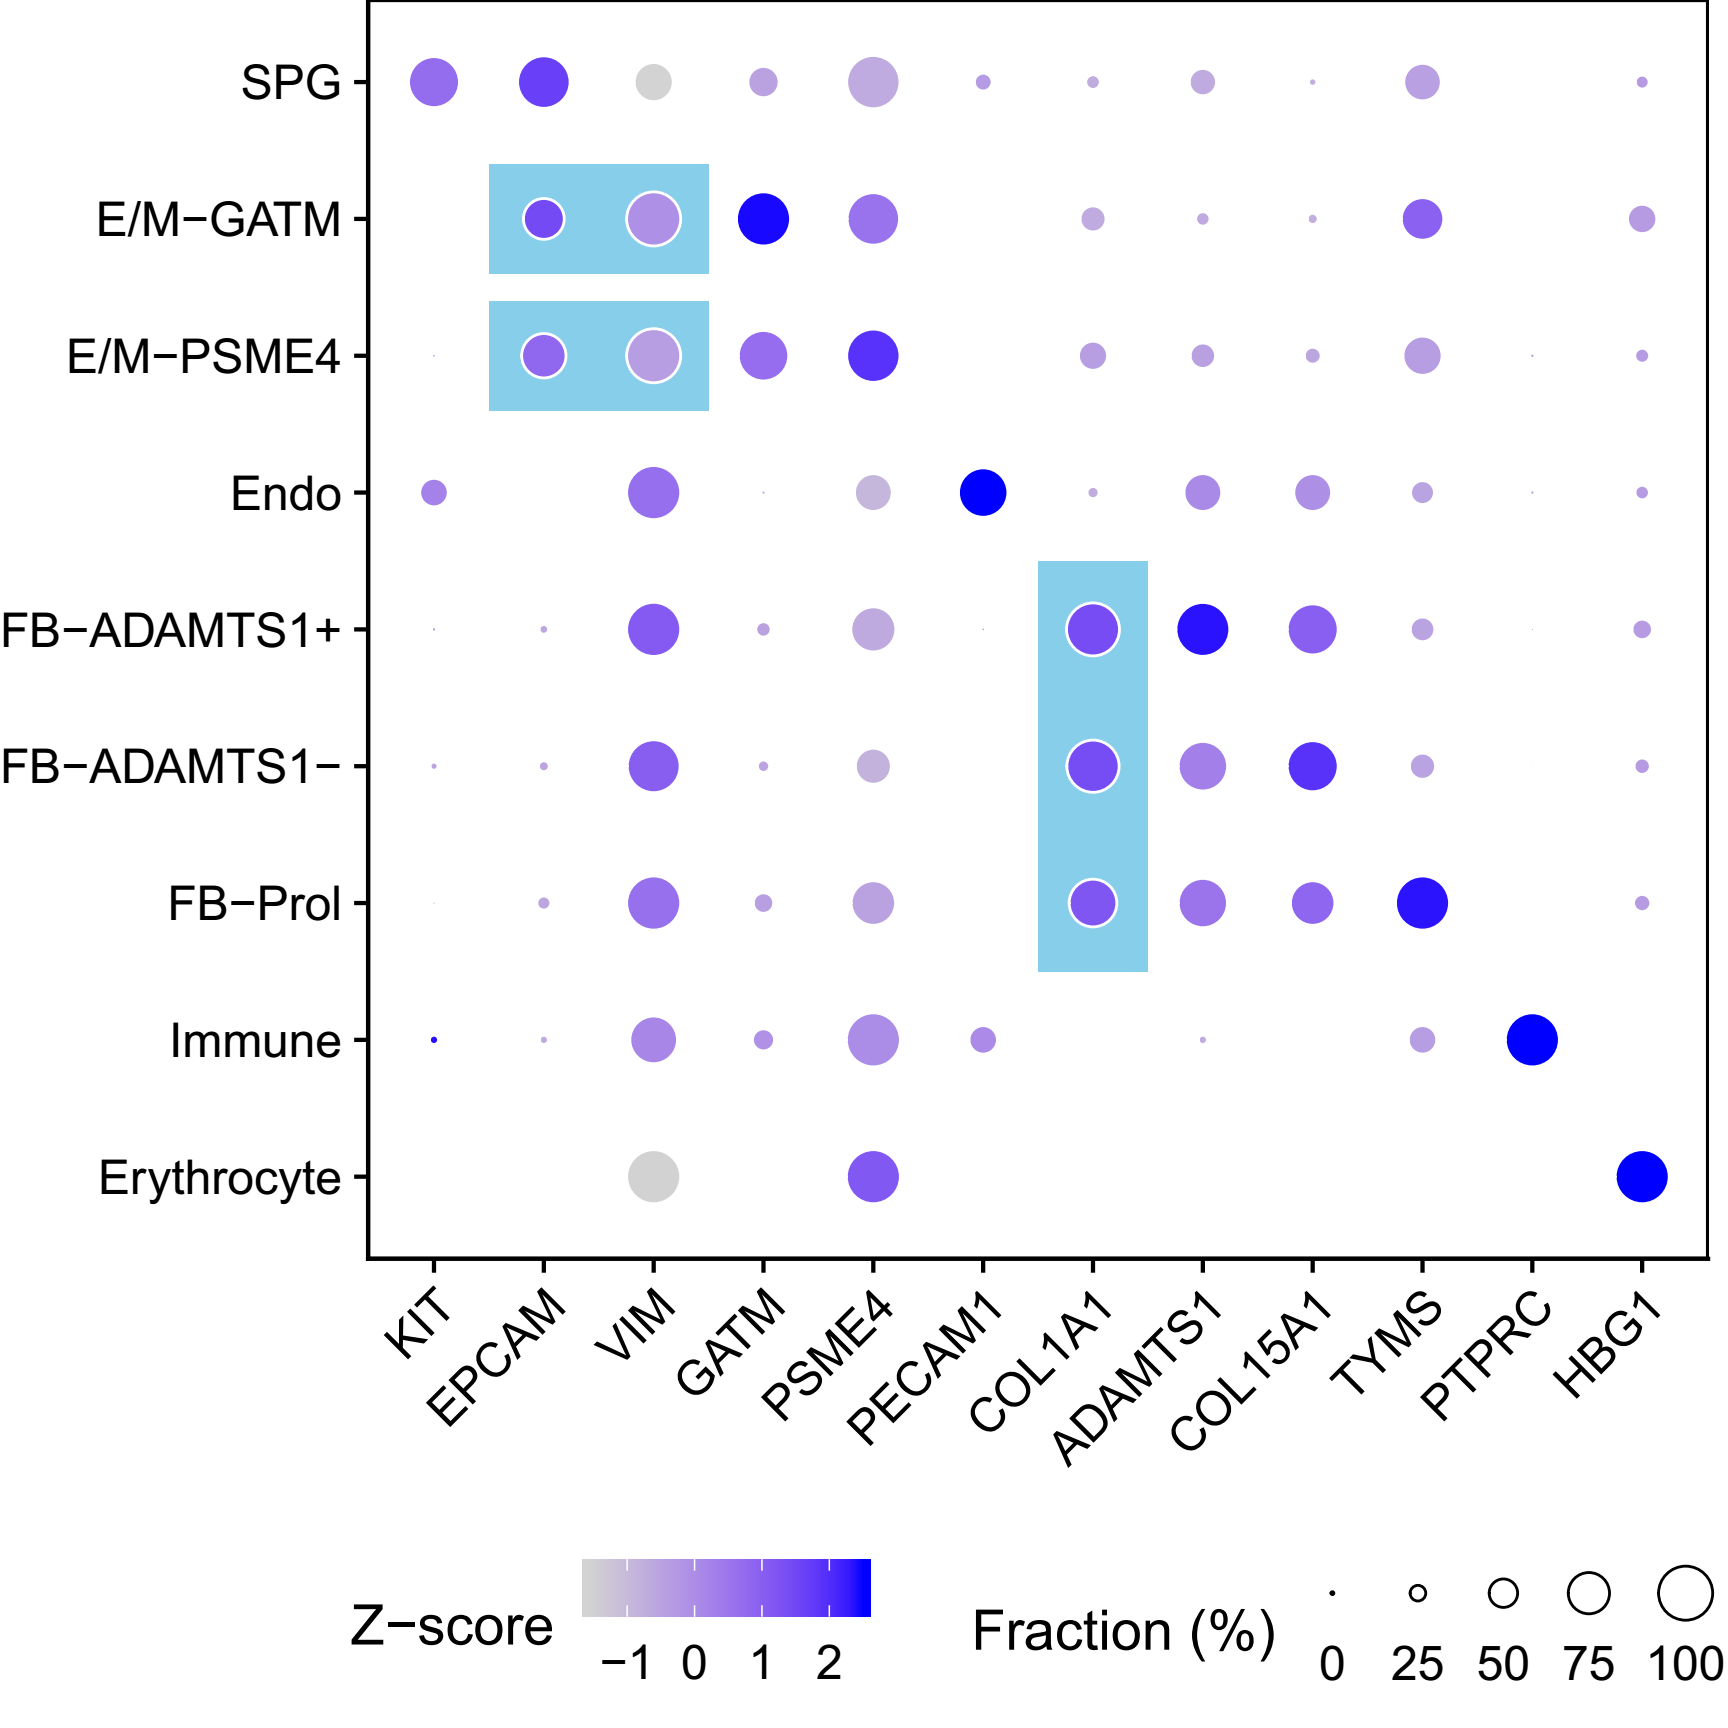 SPG
E/M−GATM
E/M−PSME4
Endo
FB−ADAMTS1+
FB−ADAMTS1−
FB−Prol
Immune
Erythrocyte
KIT
EPCAM
VIM
GATM
PSME4
PECAM1
COL1A1
ADAMTS1
COL15A1
TYMS
PTPRC
HBG1
Z−score
−1 0 1 2
Fraction (%)
0 25 50 75 100